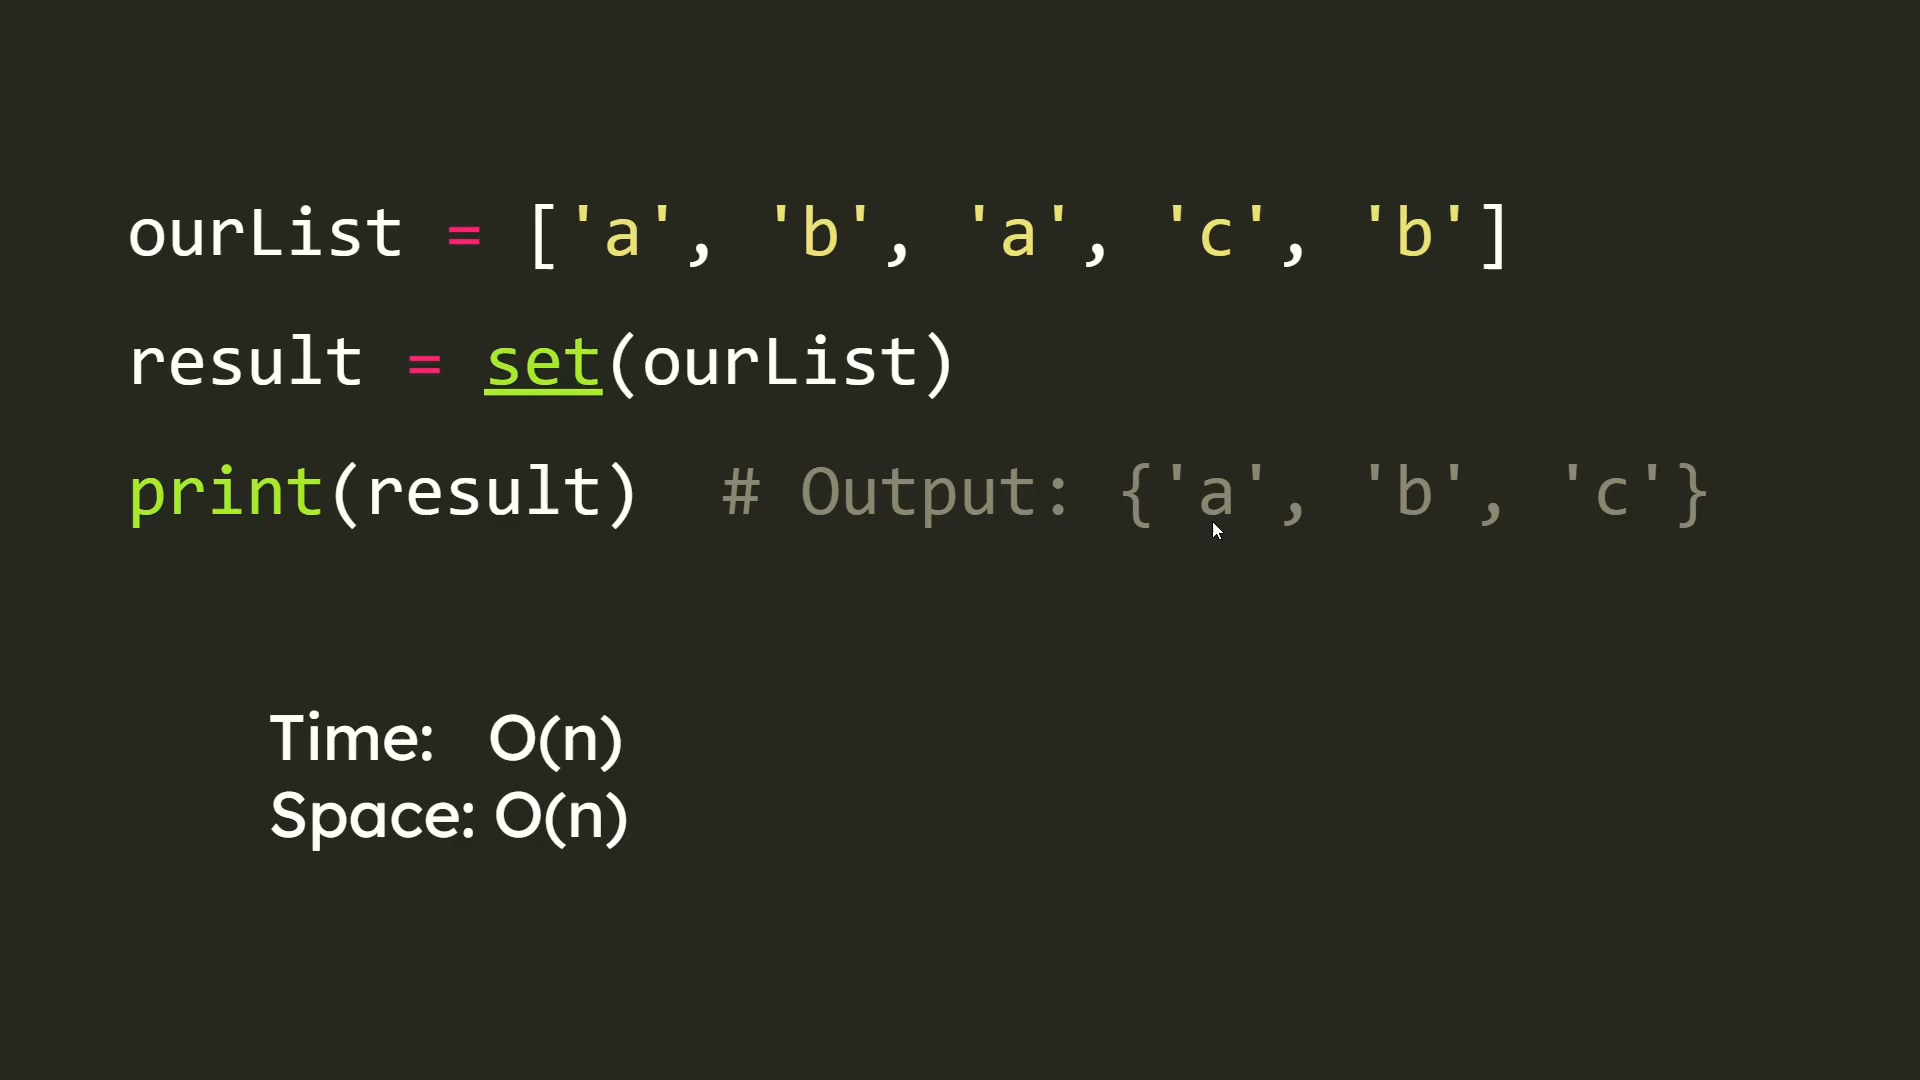 ourList = ['a', 'b', 'a', 'c', 'b']
result = set(ourList)
print(result)  # Output: {'a', 'b', 'c'}
Time: O(n)
Space: O(n)